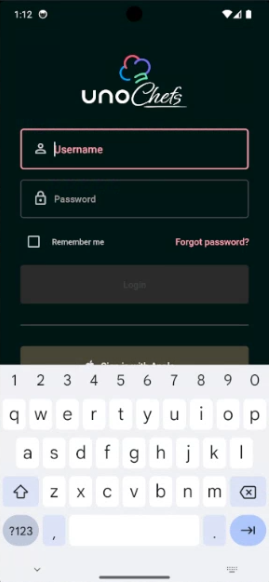 1:12
uno Chefs
Username
Password
Remember me Forgot password?
Login
1 2 3 4 5 6 7 8 9 0
q w e r t y u i o p
a s d f g h j k l
z x c v b n m
?123 , .